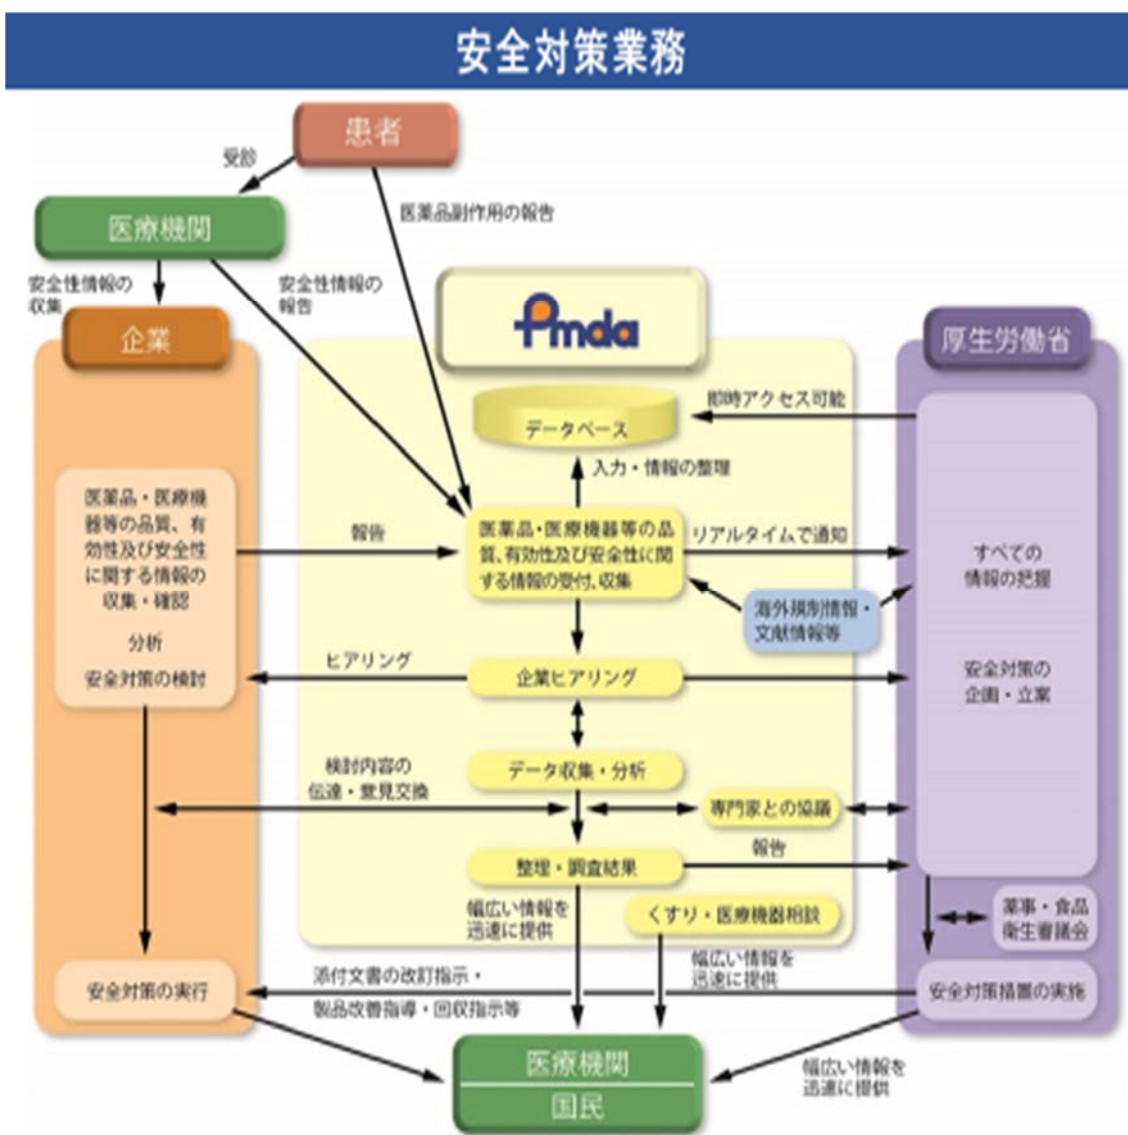 安全対策業務
患者
受診
医療機関
医薬品副作用の報告
安全性情報の
収集
安全性情報の
報告
企業
Pmda
厚生労働省
即時アクセス可能
データベース
入力・情報の整理
医薬品・医療機
器等の品質、有
効性及び安全性
に関する情報の
収集・確認
分析
安全対策の検討
報告
医薬品・医療機器等の品
質、有効性及び安全性に関
する情報の受付、収集
リアルタイムで通知
すべての
情報の把握
海外規制情報・
文献情報等
ヒアリング
企業ヒアリング
安全対策の
企画・立案
データ収集・分析
検討内容の
伝達・意見交換
専門家との協議
整理・調査結果
報告
幅広い情報を
迅速に提供
くすり・医療機器相談
薬事・食品
衛生審議会
幅広い情報を
迅速に提供
安全対策の実行
添付文書の改訂指示・
製品改善指導・回収指示等
安全対策措置の実施
医療機関
国民
幅広い情報を
迅速に提供